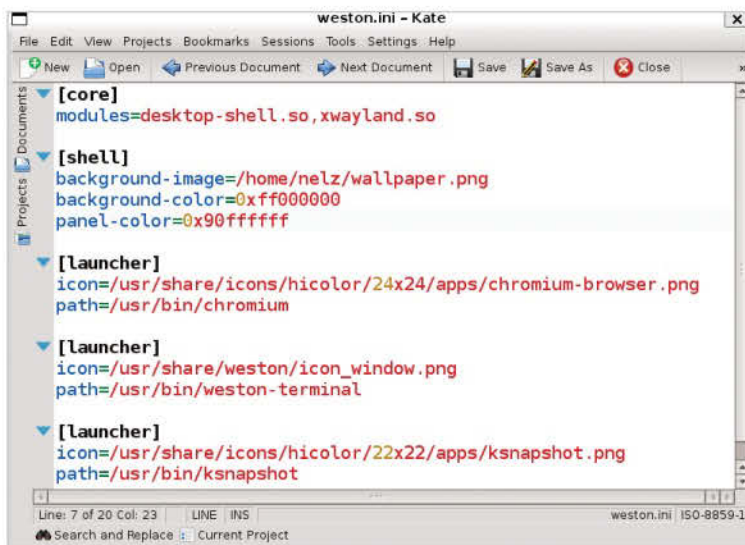 weston.ini – Kate
File Edit View Projects Bookmarks Sessions Tools Settings Help
New Open Previous Document Next Document Save Save As Close »
Documents
Projects
[core]
modules=desktop-shell.so,xwayland.so
[shell]
background-image=/home/nelz/wallpaper.png
background-color=0xff000000
panel-color=0x90ffffff
[launcher]
icon=/usr/share/icons/hicolor/24x24/apps/chromium-browser.png
path=/usr/bin/chromium
[launcher]
icon=/usr/share/weston/icon_window.png
path=/usr/bin/weston-terminal
[launcher]
icon=/usr/share/icons/hicolor/22x22/apps/ksnapshot.png
path=/usr/bin/ksnapshot
Line: 7 of 20 Col: 23 LINE INS weston.ini ISO-8859-1
Search and Replace Current Project